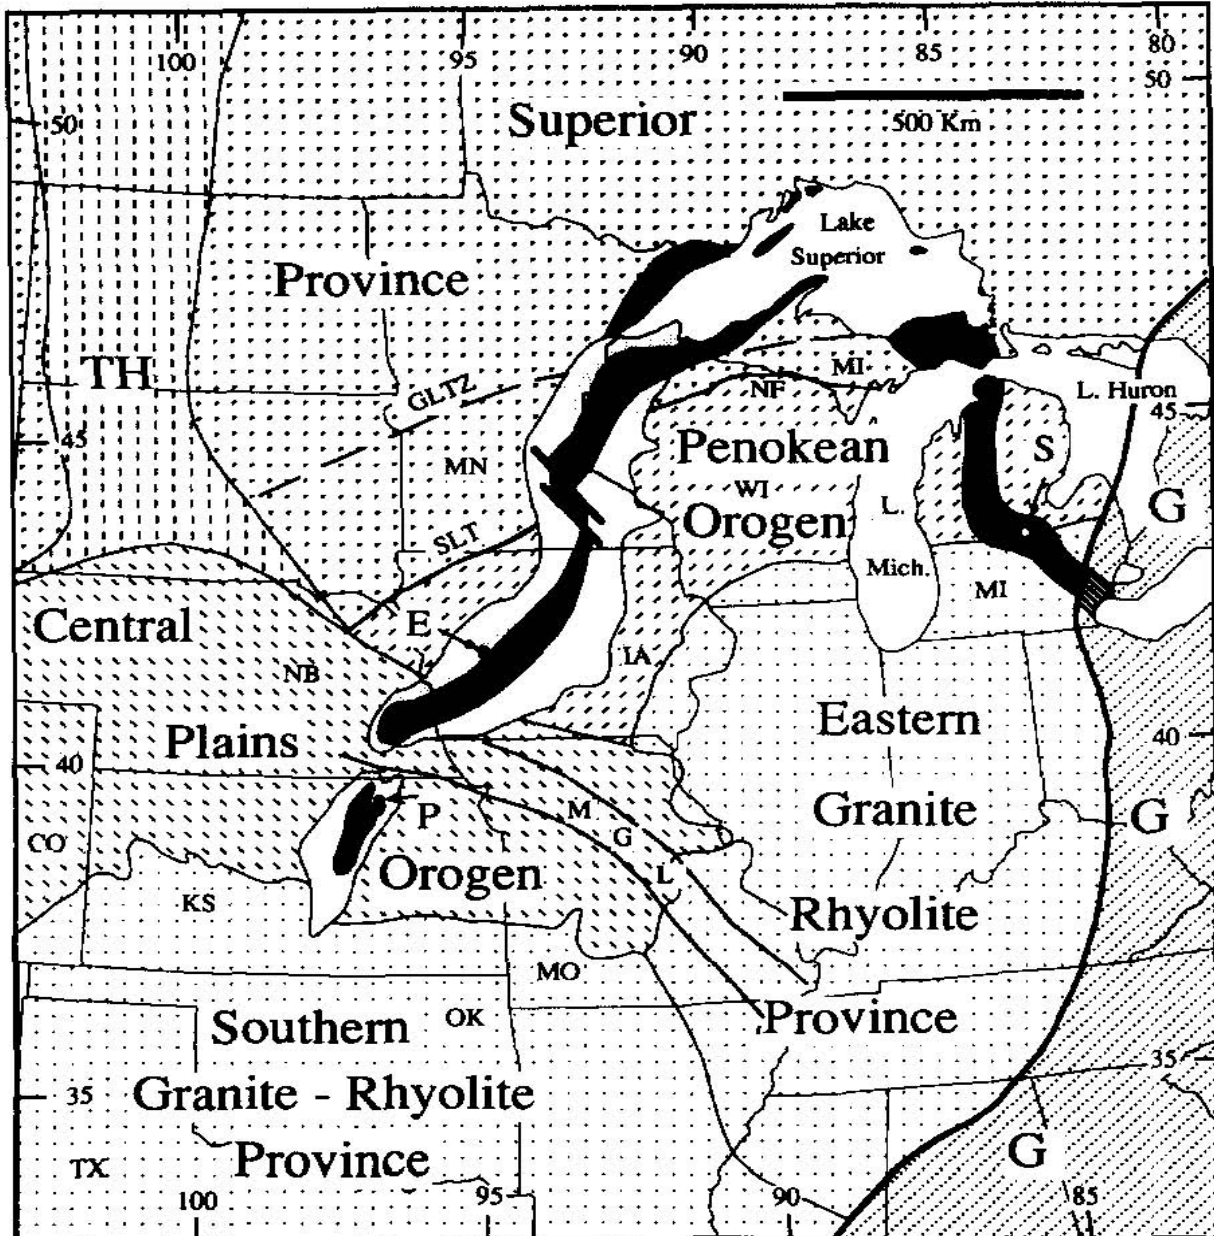 100
95
90
85
80
50
50
Superior
500 Km
Lake
Superior
Province
TH
GLTZ
MI
NF
L. Huron
45
45
MN
Penokean
S
WI
L.
G
Orogen
SLT
Mich.
MI
Central
E
NB
IA
Plains
Eastern
40
40
Granite
M
P
G
G
CO
Orogen
L
KS
Rhyolite
MO
Southern
OK
Province
35
35
Granite - Rhyolite
G
TX
Province
100
95
90
85